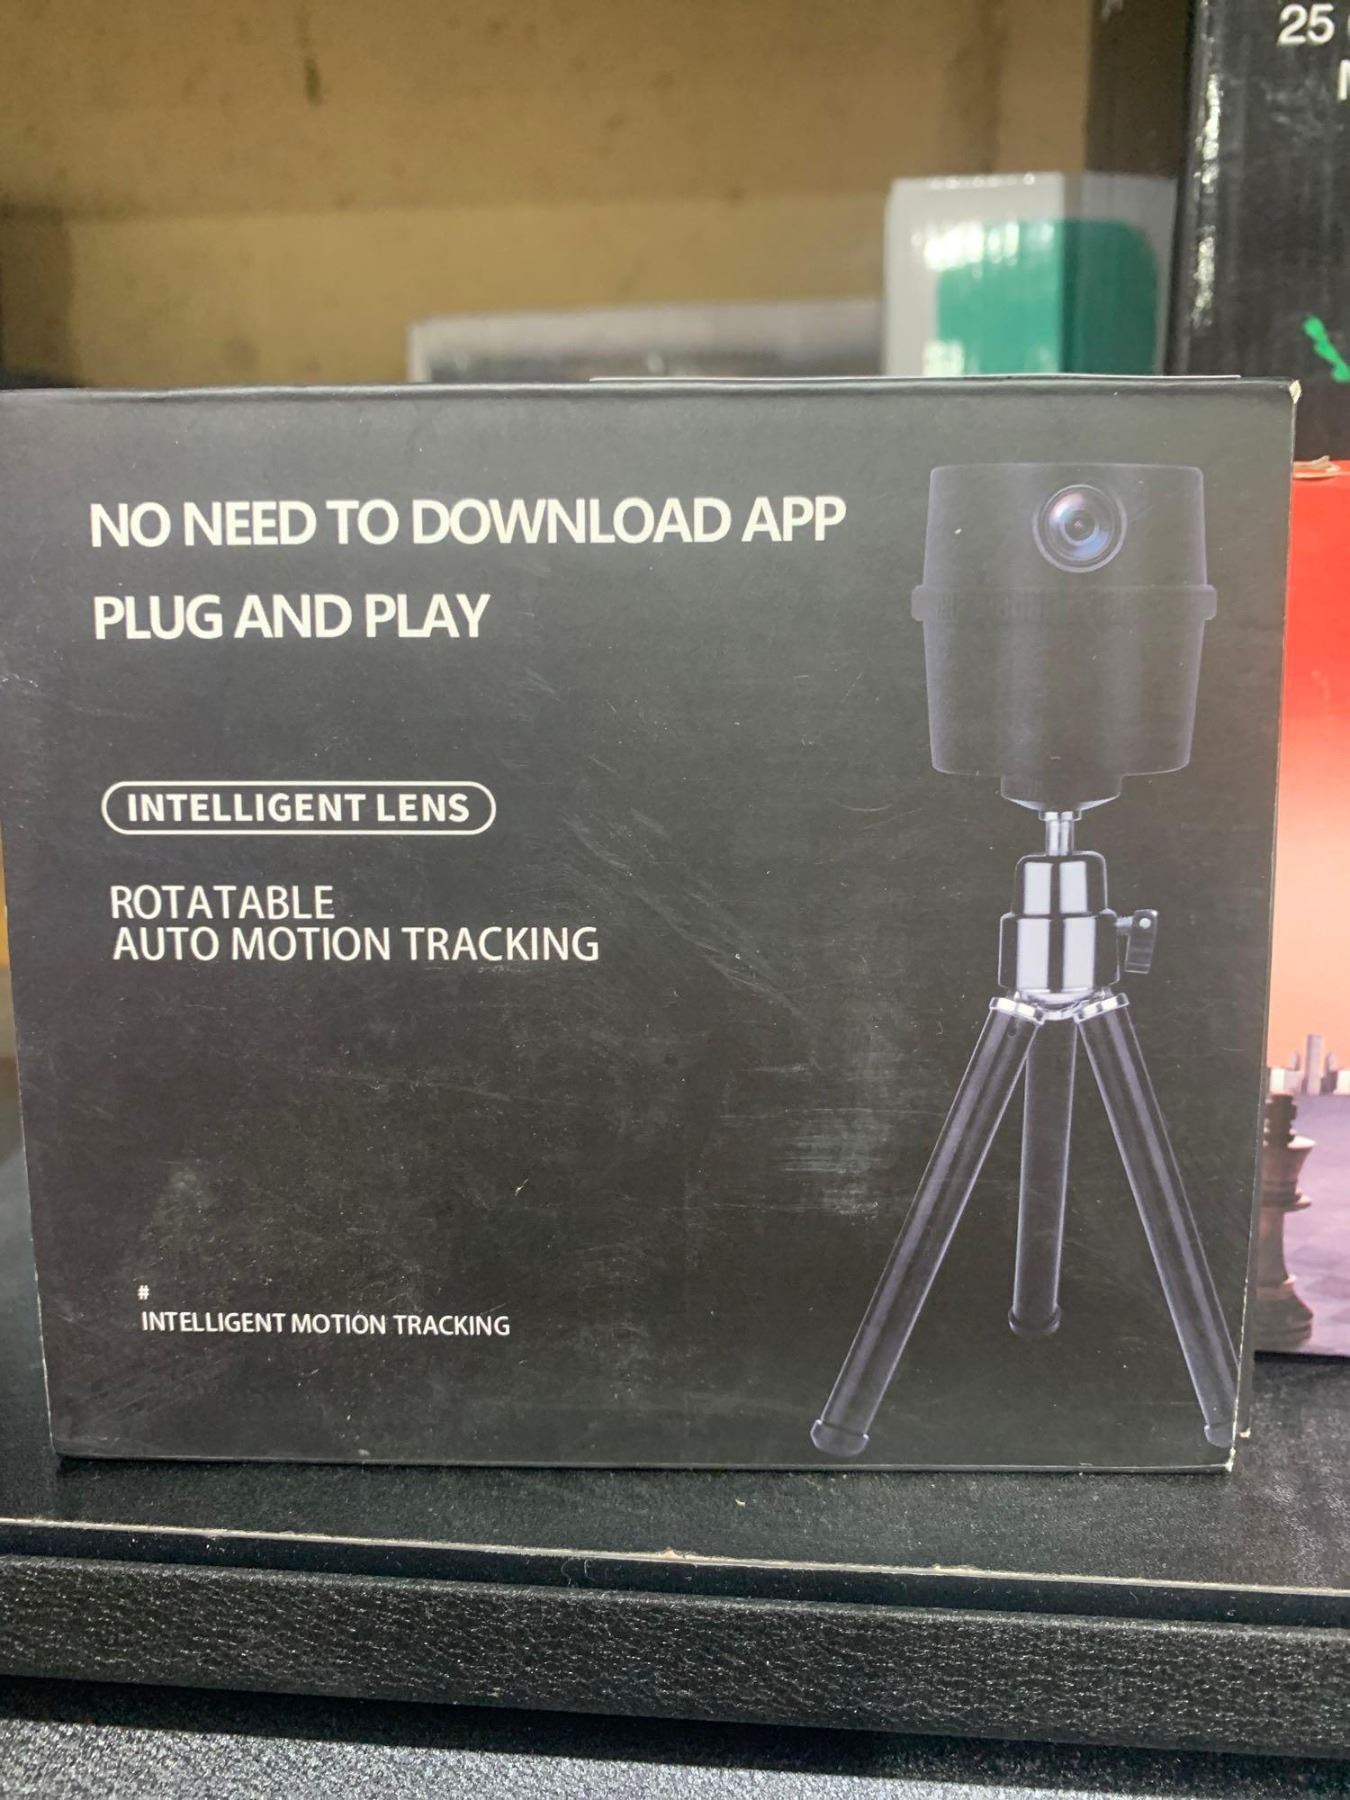 25
NO NEED TO DOWNLOAD APP
PLUG AND PLAY
INTELLIGENT LENS
ROTATABLE
AUTO MOTION TRACKING
#
INTELLIGENT MOTION TRACKING